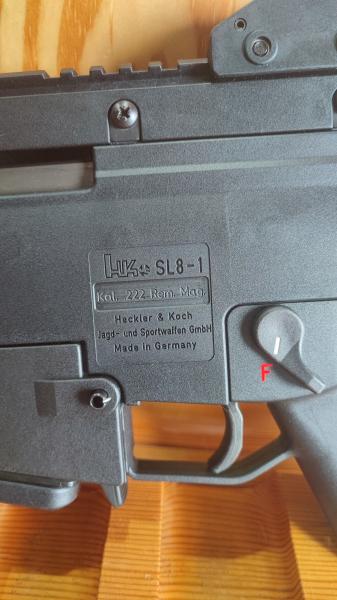 HK SL8-1
Kal. .222 Rem. Mag.
Heckler & Koch
Jagd- und Sportwaffen GmbH
Made in Germany
F